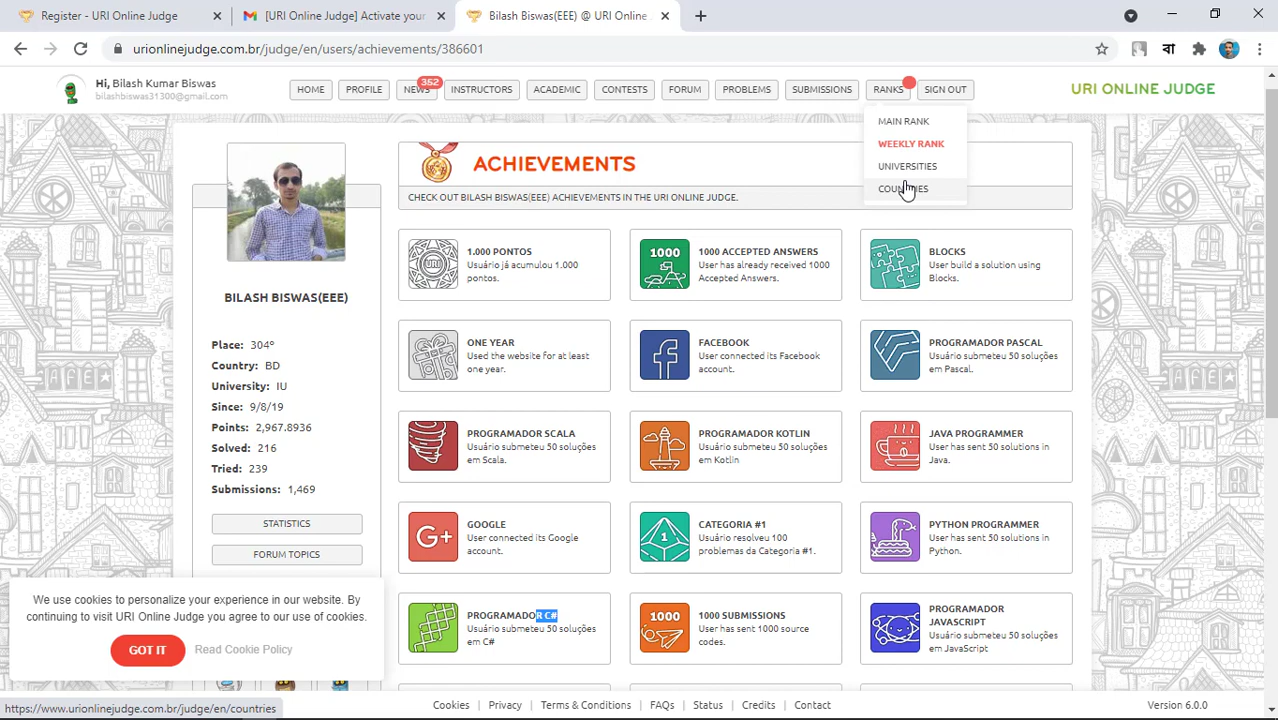 Register - URI Online Judge
[URI Online Judge] Activate your
Bilash Biswas(EEE) @ URI Online
urionlinejudge.com.br/judge/en/users/achievements/386601
বা
Hi, Bilash Kumar Biswas
bilashbiswas31300@gmail.com
HOME
PROFILE
NEWS
352
INSTRUCTORS
ACADEMIC
CONTESTS
FORUM
PROBLEMS
SUBMISSIONS
RANKS
SIGN OUT
URI ONLINE JUDGE
MAIN RANK
WEEKLY RANK
UNIVERSITIES
COUNTRIES
ACHIEVEMENTS
CHECK OUT BILASH BISWAS(EEE) ACHIEVEMENTS IN THE URI ONLINE JUDGE.
BILASH BISWAS(EEE)
Place: 304º
Country: BD
University: IU
Since: 9/8/19
Points: 2,967.8936
Solved: 216
Tried: 239
Submissions: 1,469
STATISTICS
FORUM TOPICS
1.000 PONTOS
Usuário já acumulou 1.000
pontos.
1000
1000 ACCEPTED ANSWERS
User has already received 1000
Accepted Answers.
BLOCKS
User build a solution using
Blocks.
ONE YEAR
Used the website for at least
one year.
FACEBOOK
User connected its Facebook
account.
PROGRAMADOR PASCAL
Usuário submeteu 50 soluções
em Pascal.
PROGRAMADOR SCALA
Usuário submeteu 50 soluções
em Scala.
PROGRAMADOR KOTLIN
Usuário submeteu 50 soluções
em Kotlin
JAVA PROGRAMMER
User has sent 50 solutions in
Java.
G+
GOOGLE
User connected its Google
account.
1
CATEGORIA #1
Usuário resolveu 100
problemas da Categoria #1.
PYTHON PROGRAMMER
User has sent 50 solutions in
Python.
PROGRAMADOR C#
Usuário submeteu 50 soluções
em C#
1000
1000 SUBMISSIONS
User has sent 1000 source
codes.
PROGRAMADOR
JAVASCRIPT
Usuário submeteu 50 soluções
em JavaScript
We use cookies to personalize your experience in our website. By
continuing to visit URI Online Judge you agree to our use of cookies.
GOT IT
Read Cookie Policy
https://www.urionlinejudge.com.br/judge/en/countries
Cookies
Privacy
Terms & Conditions
FAQs
Status
Credits
Contact
Version 6.0.0